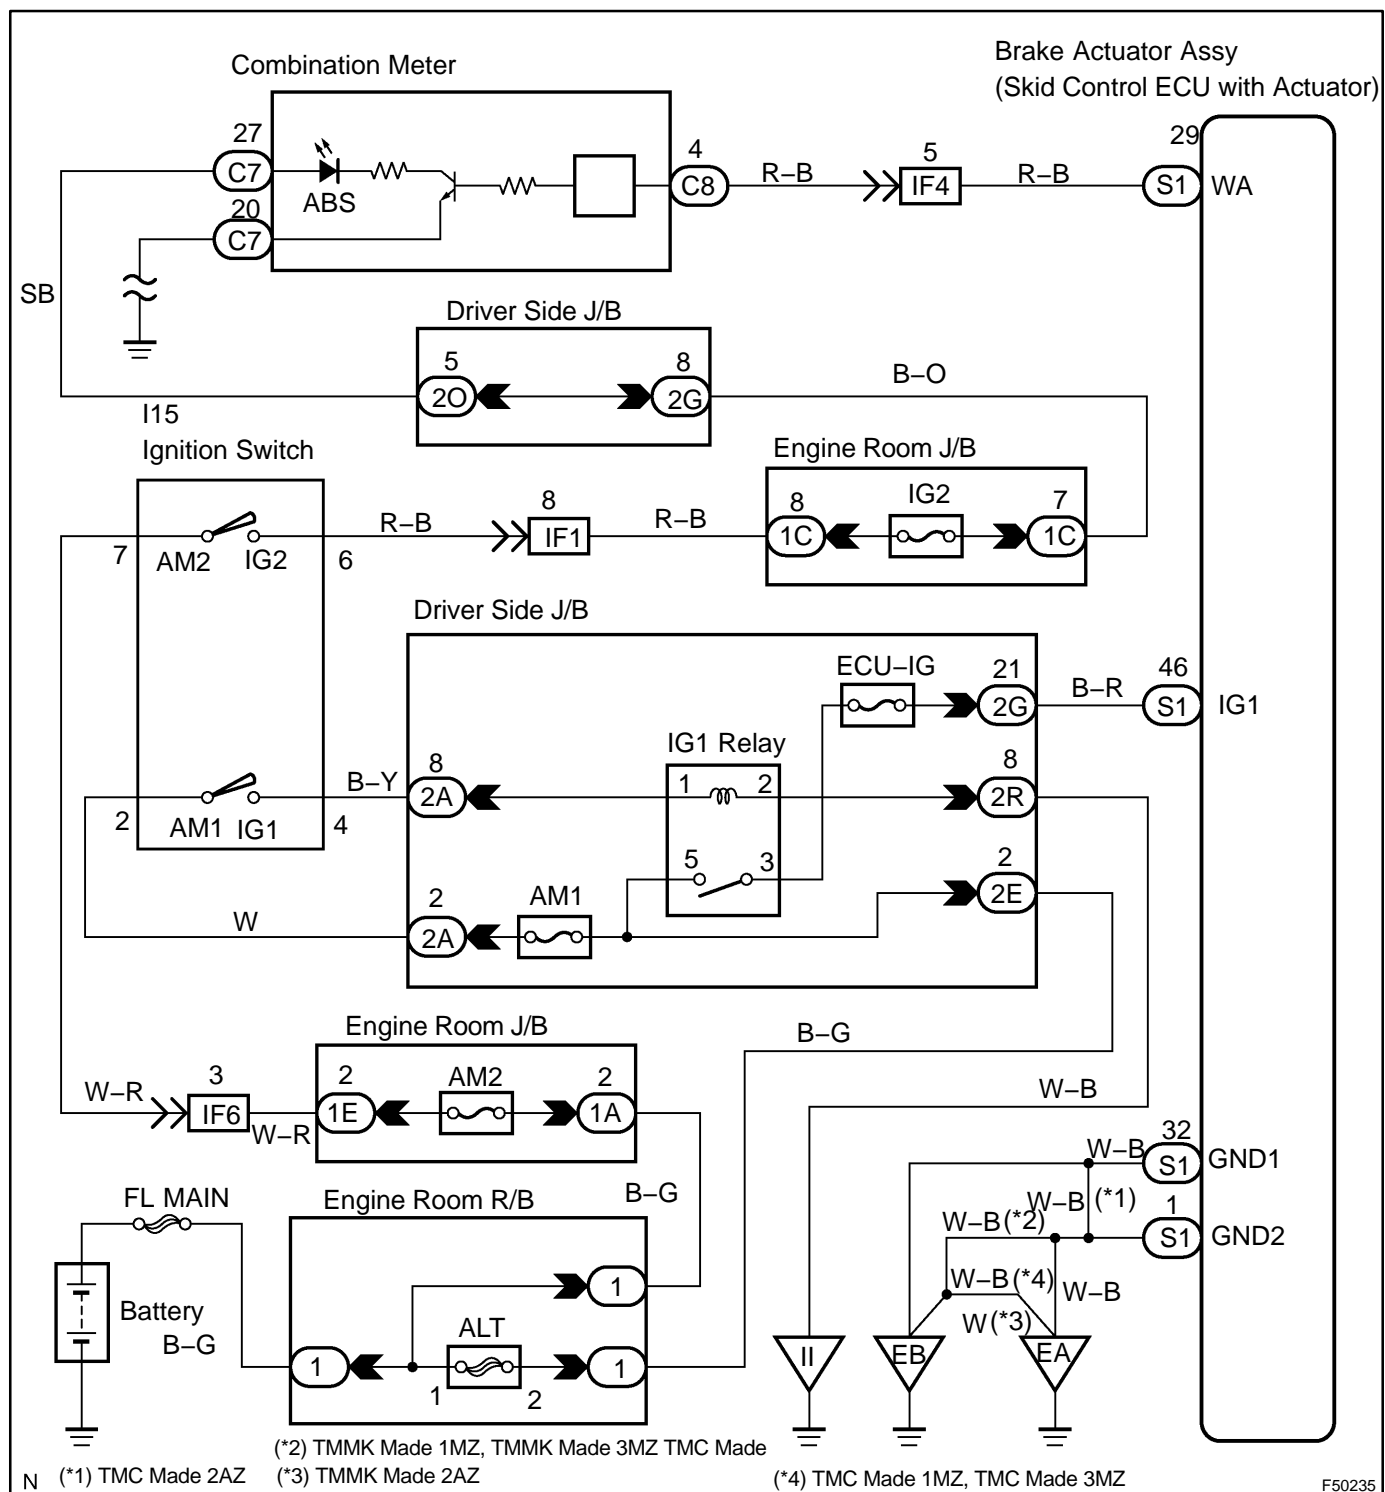 Brake Actuator Assy
(Skid Control ECU with Actuator)
Combination Meter
27
C7
20
C7
ABS
4
C8
R–B
5
IF4
R–B
29
S1
WA
SB
Driver Side J/B
5
2O
8
2G
B–O
I15
Ignition Switch
Engine Room J/B
7
AM2
IG2
6
R–B
8
IF1
R–B
8
1C
IG2
7
1C
Driver Side J/B
ECU–IG
21
2G
B–R
46
S1
IG1
IG1 Relay
1
2
5
3
2
AM1
IG1
4
B–Y
8
2A
8
2R
W
2
2A
AM1
2
2E
Engine Room J/B
B–G
W–R
3
IF6
W–R
2
1E
AM2
2
1A
W–B
B–G
32
S1
GND1
W–B
W–B
(*1)
1
S1
GND2
W–B
(*2)
W–B
(*4)
W–B
W
(*3)
FL MAIN
Engine Room R/B
Battery
B–G
1
1
ALT
1
2
1
II
EB
EA
(*2) TMMK Made 1MZ, TMMK Made 3MZ TMC Made
N
(*1) TMC Made 2AZ
(*3) TMMK Made 2AZ
(*4) TMC Made 1MZ, TMC Made 3MZ
F50235